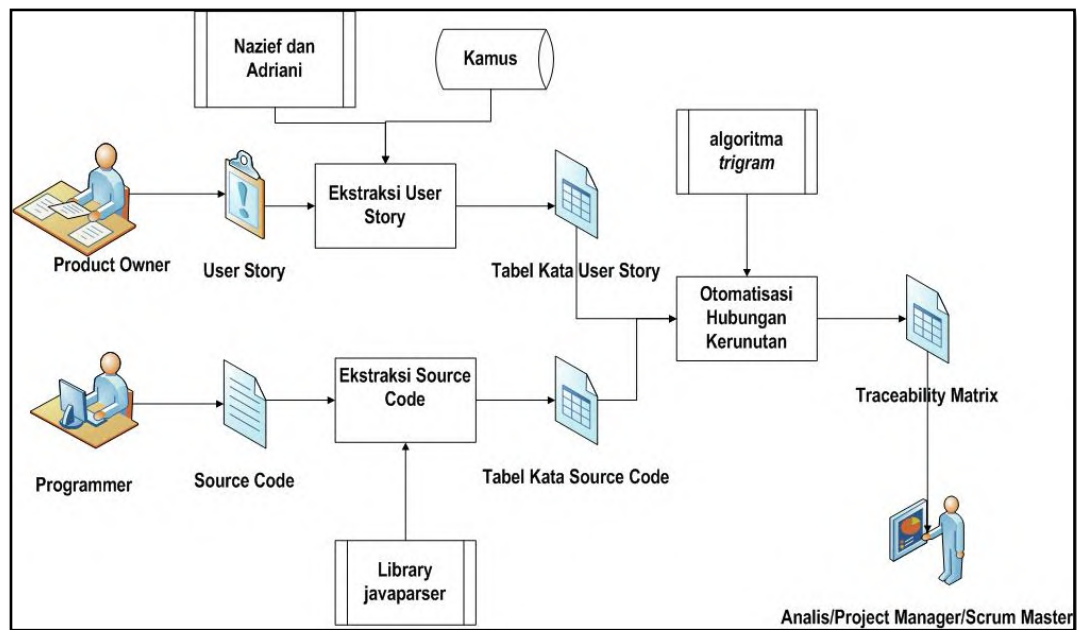 Nazief dan
Adriani
Kamus
algoritma
trigram
Ekstraksi User
Story
Product Owner
User Story
Tabel Kata User Story
Otomatisasi
Hubungan
Kerunutan
Ekstraksi Source
Code
Traceability Matrix
Programmer
Source Code
Tabel Kata Source Code
Library
javaparser
Analis/Project Manager/Scrum Master